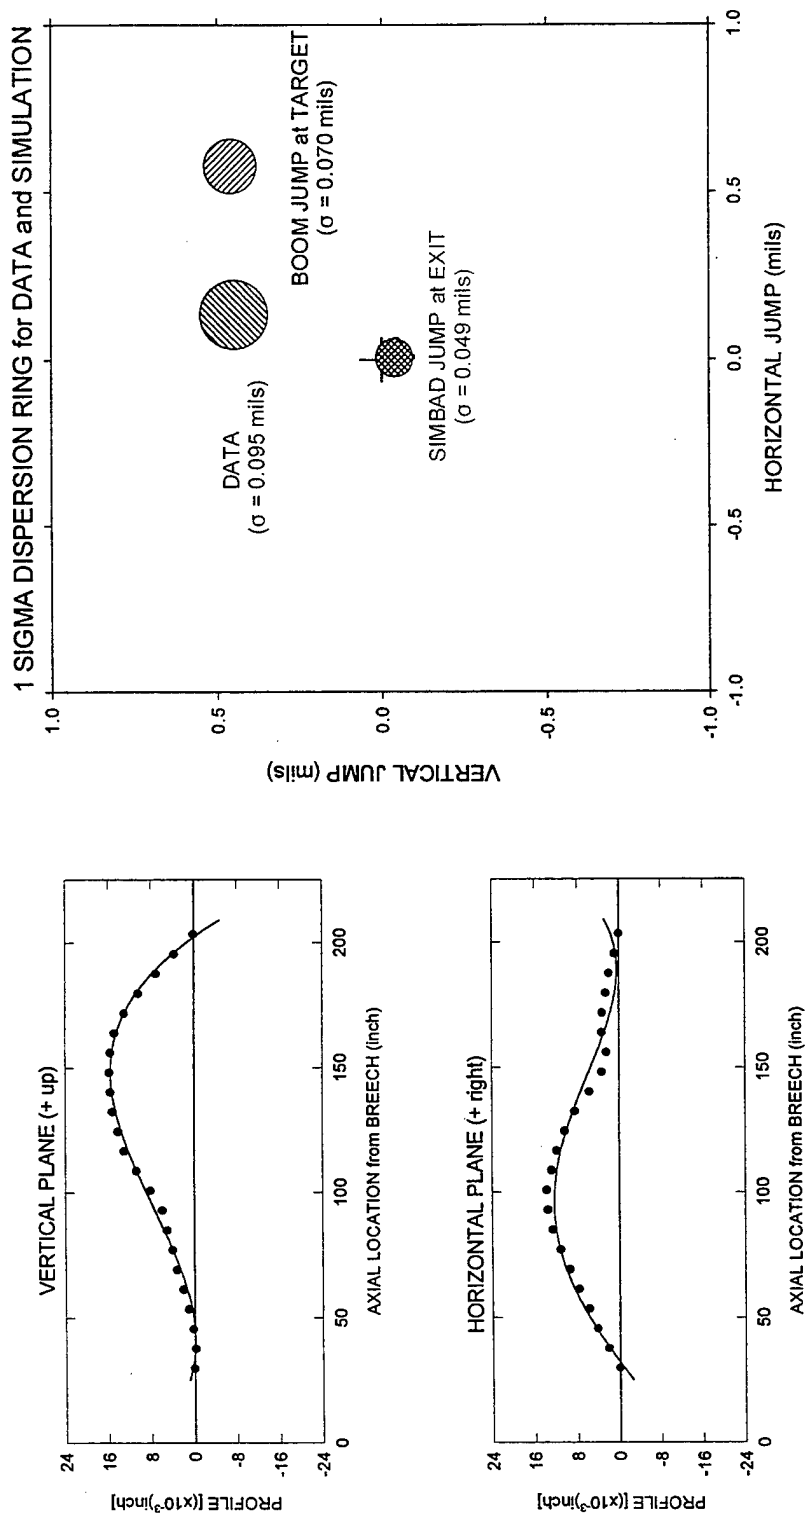 VERTICAL PLANE (+ up)
24
16
8
0
-8
-16
-24
PROFILE [(x10⁻³)inch]
0
50
100
150
200
AXIAL LOCATION from BREECH (inch)
HORIZONTAL PLANE (+ right)
24
16
8
0
-8
-16
-24
PROFILE [(x10⁻³)inch]
0
50
100
150
200
AXIAL LOCATION from BREECH (inch)
1 SIGMA DISPERSION RING for DATA and SIMULATION
1.0
0.5
0.0
-0.5
-1.0
VERTICAL JUMP (mils)
DATA
(σ = 0.095 mils)
BOOM JUMP at TARGET
(σ = 0.070 mils)
SIMBAD JUMP at EXIT
(σ = 0.049 mils)
-1.0
-0.5
0.0
0.5
1.0
HORIZONTAL JUMP (mils)